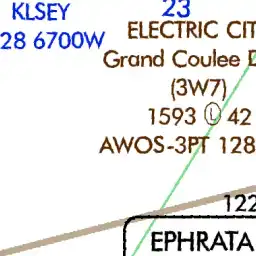 KLSEY
23
28 6700W
ELECTRIC CIT
Grand Coulee D
(3W7)
1593 Ⓛ 42
AWOS-3PT 128
122
EPHRATA